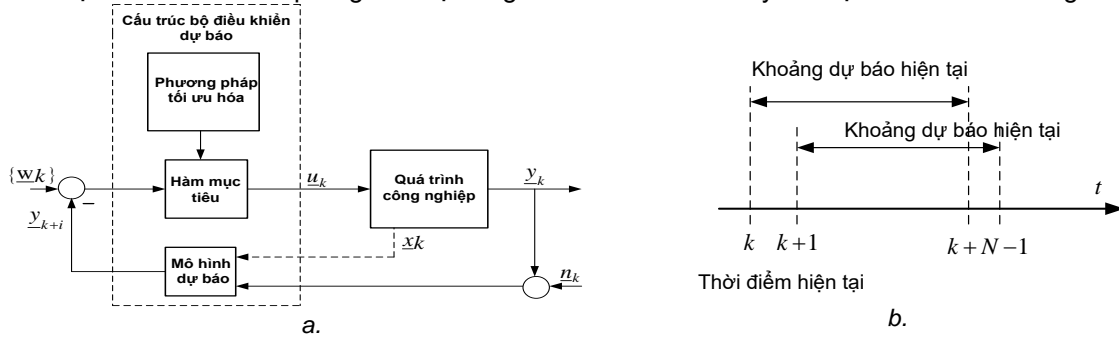 Cấu trúc bộ điều khiển
dự báo
Phương pháp
tối ưu hóa
{wk}
Hàm mục
tiêu
u_k
Quá trình
công nghiệp
y_k
−
y_{k+i}
xk
Mô hình
dự báo
n_k
a.
Khoảng dự báo hiện tại
Khoảng dự báo hiện tại
t
k k+1 k+N−1
Thời điểm hiện tại
b.